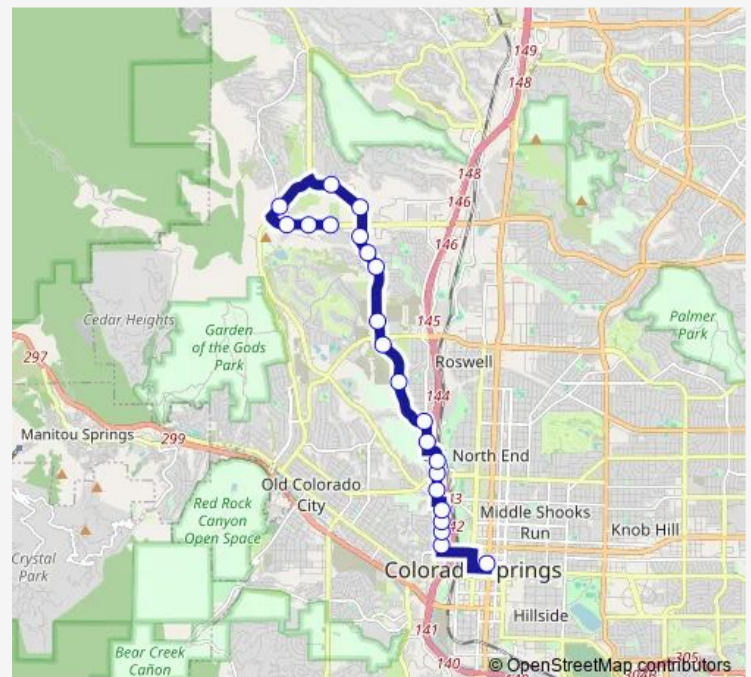 149
148
148
146
146
Palmer
Park
Cedar Heights
Garden
of the Gods
Park
145
297
Roswell
144
Manitou Springs
299
North End
Old Colorado
City
Red Rock
Canyon
Open Space
Middle Shooks
Run
Knob Hill
42
Crystal
Park
Colorad
prings
Hillside
141
Bear Creek
Cañon
140
© OpenStreetMap contributors